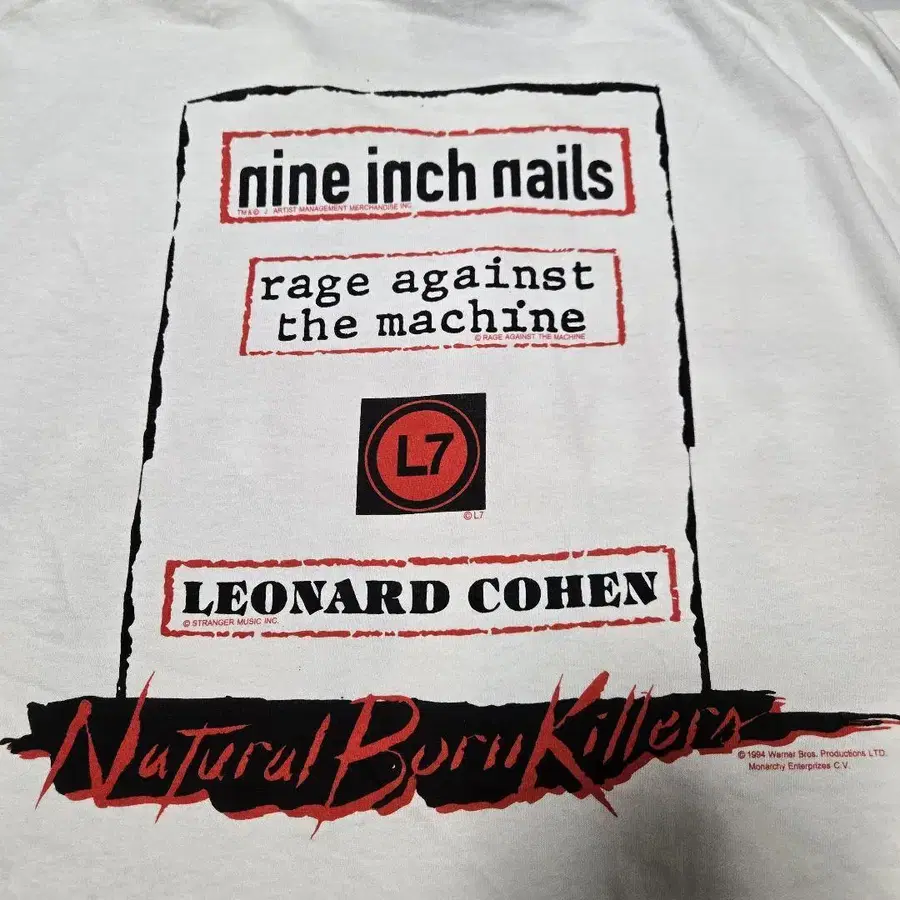 nine inch nails
TM & © J. ARTIST MANAGEMENT MERCHANDISE INC.
rage against
the machine
© RAGE AGAINST THE MACHINE
L7
© L7
LEONARD COHEN
© STRANGER MUSIC INC.
Natural Born Killers
© 1994 Warner Bros. Productions LTD.
Monarchy Enterprizes C.V.